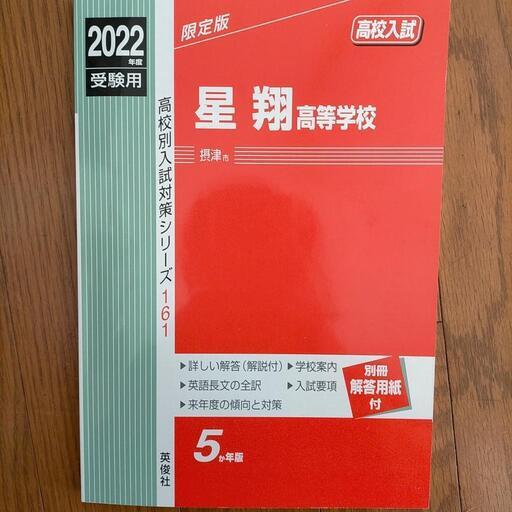 2022年度
受験用
限定版
高校入試
星翔高等学校
摂津市
高校別入試対策シリーズ161
▶詳しい解答(解説付)▶学校案内
▶英語長文の全訳 ▶入試要項
▶来年度の傾向と対策
別冊
解答用紙
付
5か年版
英俊社